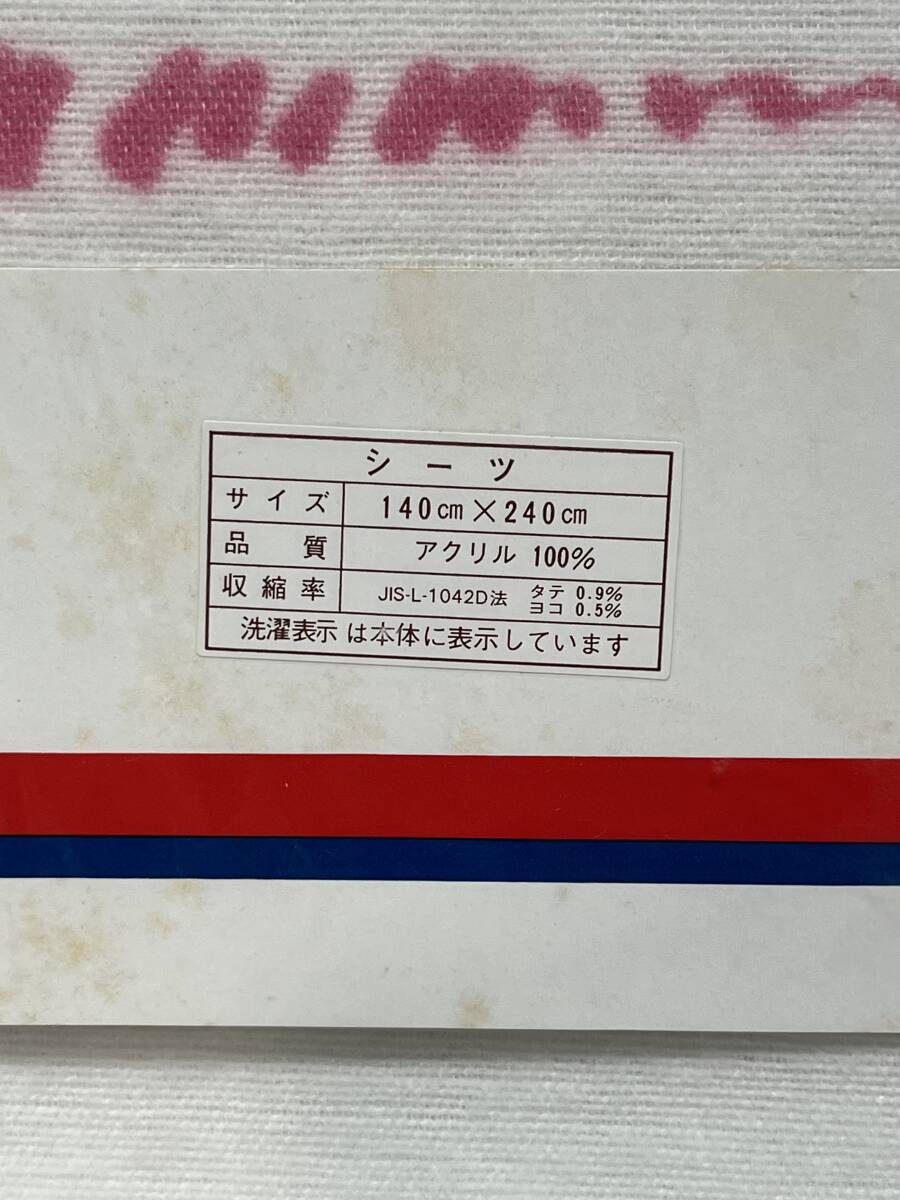 シーツ
サイズ 140cm×240cm
品質 アクリル 100%
収縮率 JIS-L-1042D法 タテ 0.9%
ヨコ 0.5%
洗濯表示は本体に表示しています